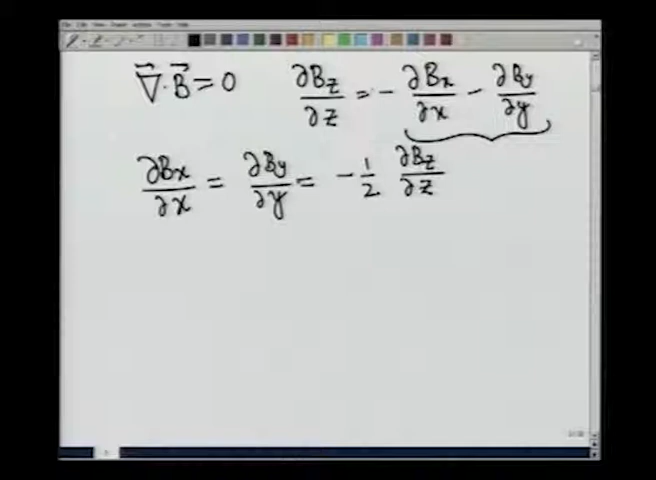 ∇⃗·B⃗ = 0 ∂Bz/∂z = - ∂Bx/∂x - ∂By/∂y
∂Bx/∂x = ∂By/∂y = - 1/2 ∂Bz/∂z